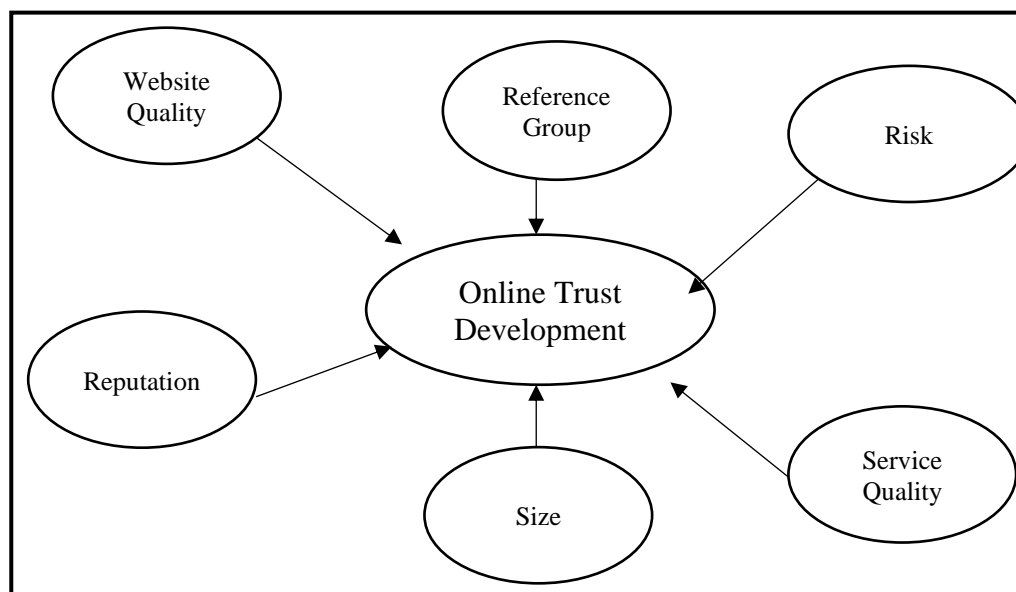 Website
Quality
Reference
Group
Risk
Online Trust
Development
Reputation
Size
Service
Quality